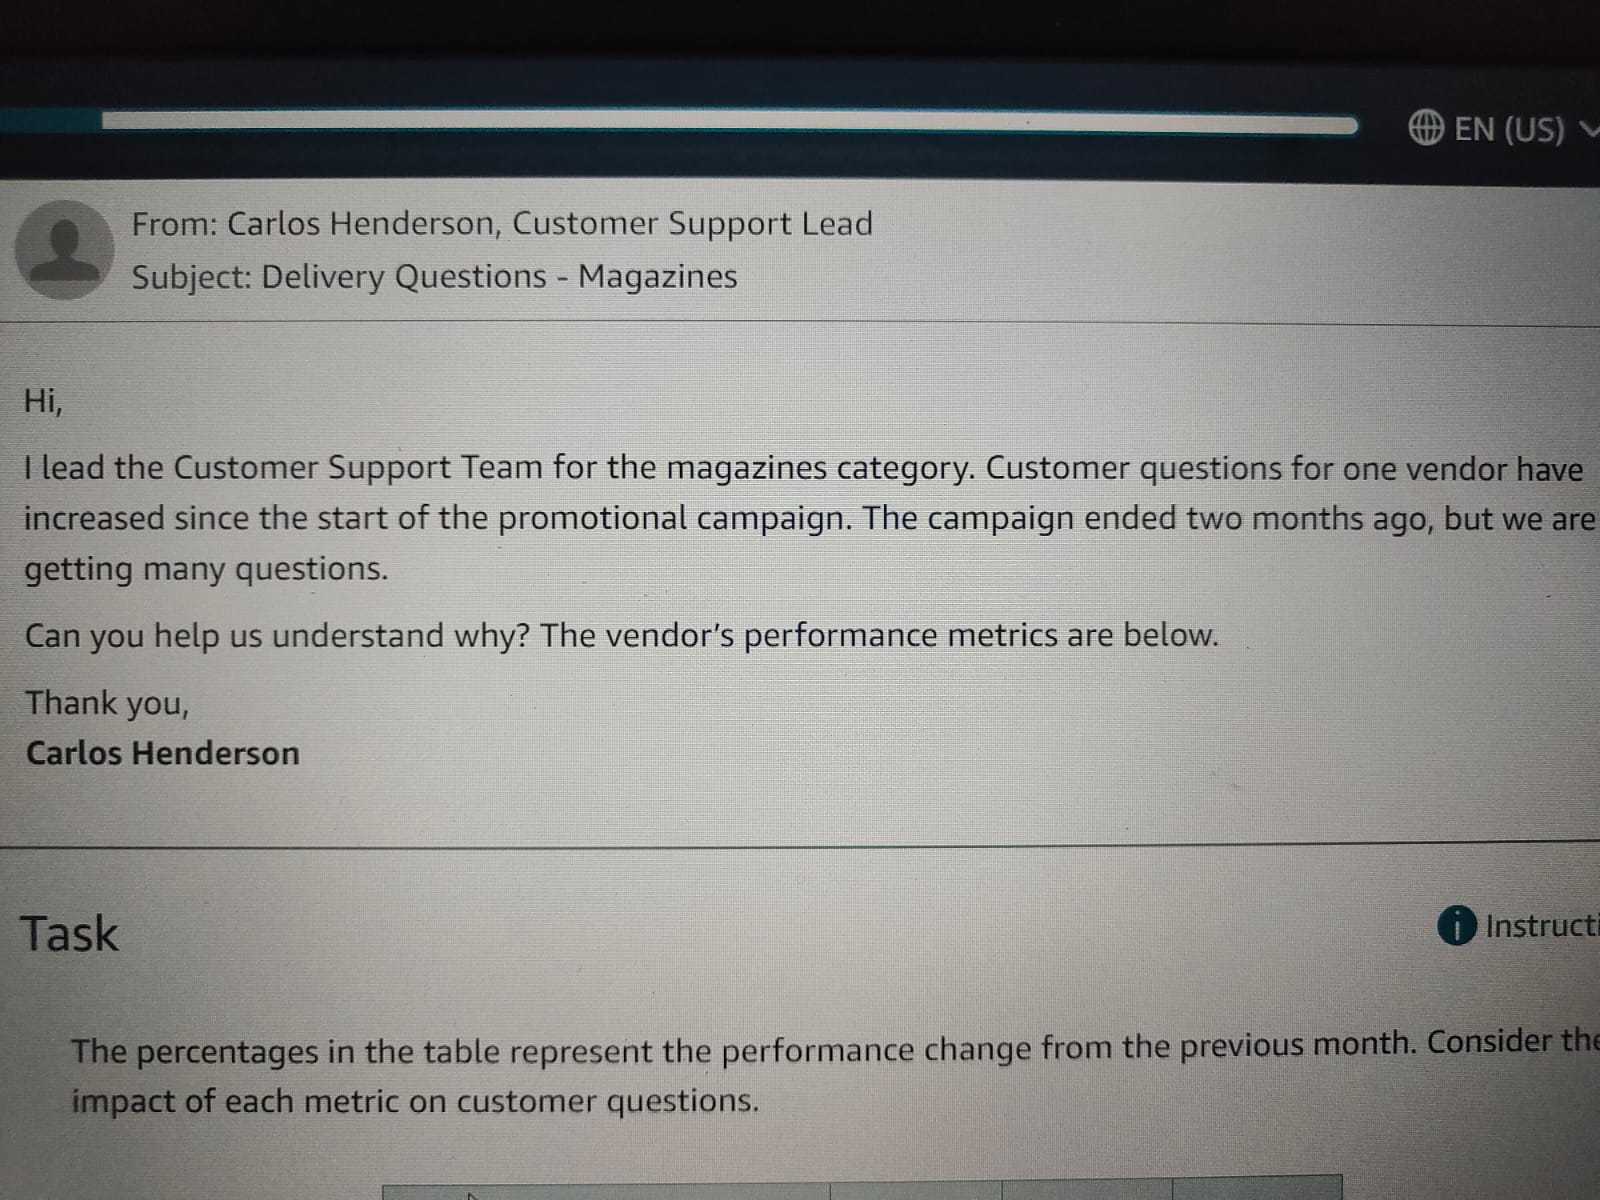 EN (US)
From: Carlos Henderson, Customer Support Lead
Subject: Delivery Questions - Magazines
Hi,
I lead the Customer Support Team for the magazines category. Customer questions for one vendor have
increased since the start of the promotional campaign. The campaign ended two months ago, but we are
getting many questions.
Can you help us understand why? The vendor's performance metrics are below.
Thank you,
Carlos Henderson
Task
Instructi
The percentages in the table represent the performance change from the previous month. Consider the
impact of each metric on customer questions.